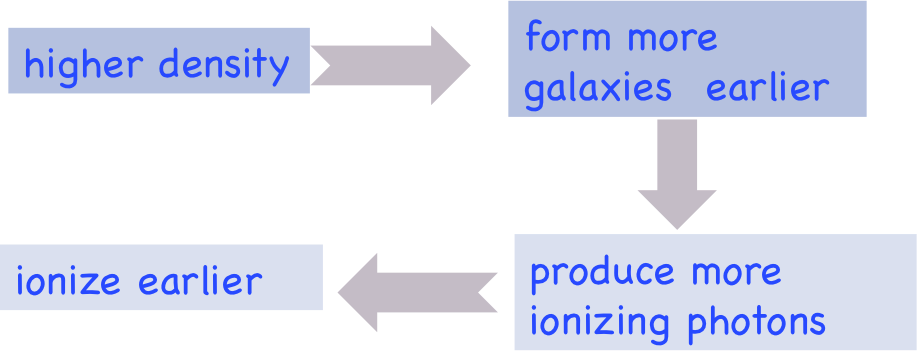 higher density
form more
galaxies earlier
produce more
ionizing photons
ionize earlier